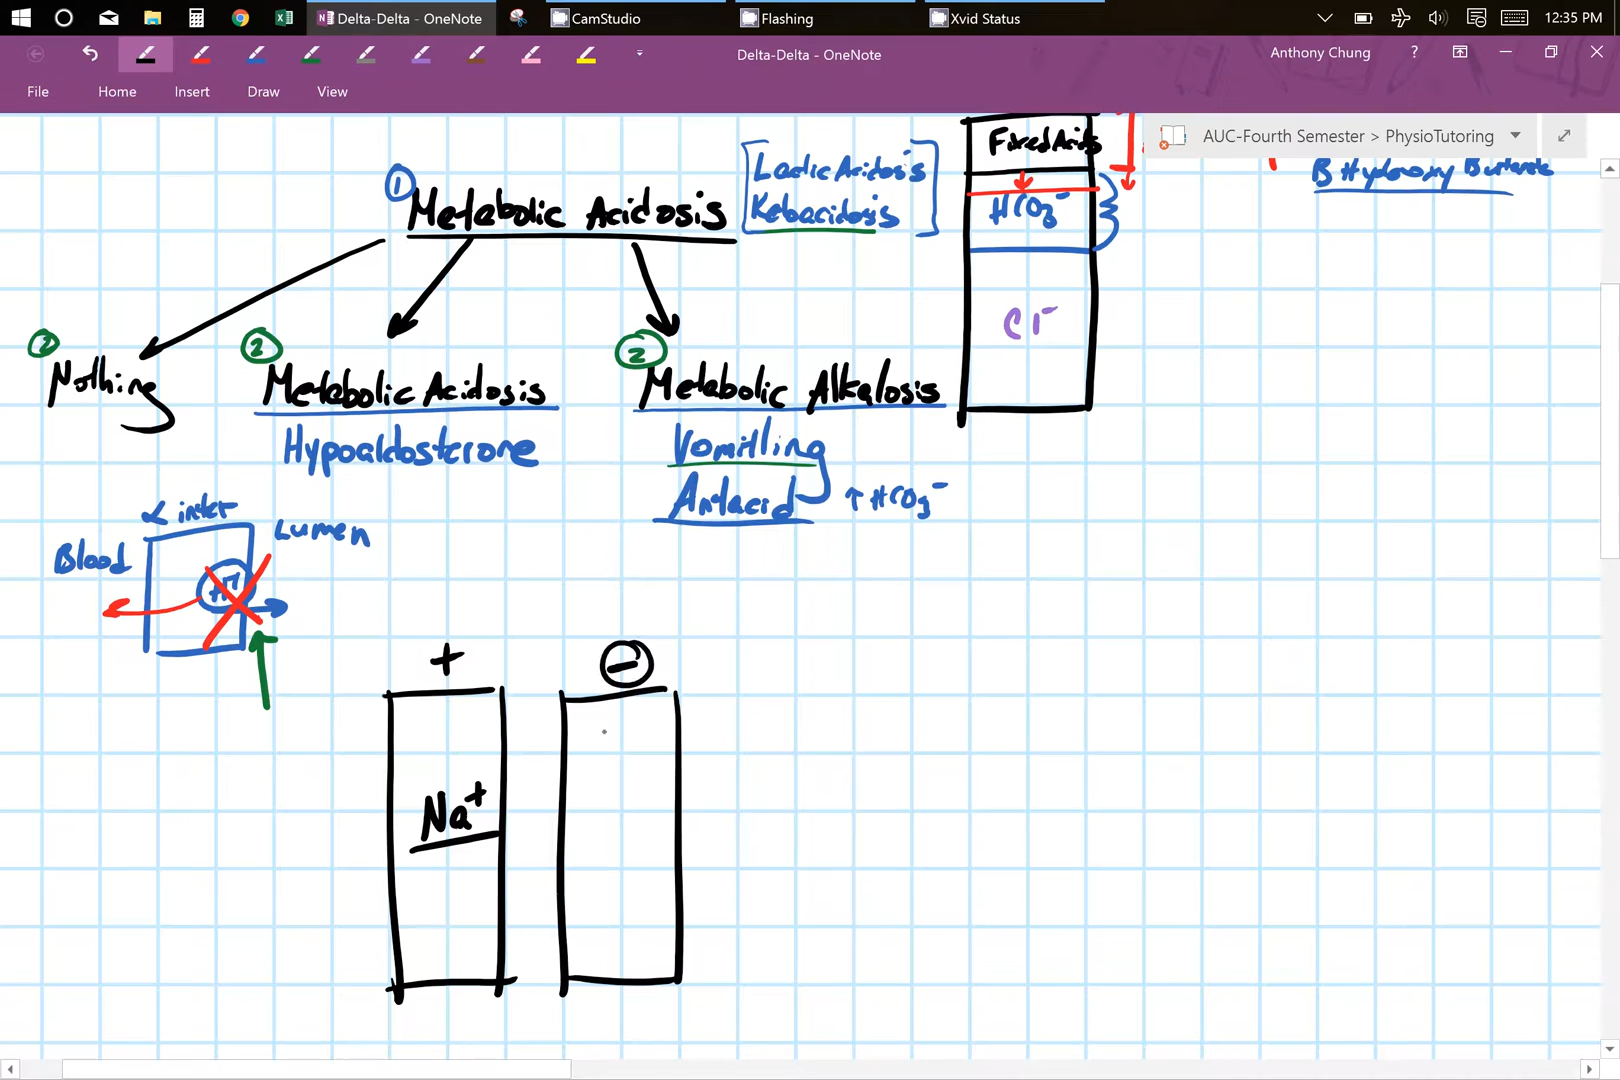 Delta-Delta - OneNote
CamStudio
Flashing
Xvid Status
12:35 PM
Delta-Delta - OneNote
Anthony Chung
?
File
Home
Insert
Draw
View
AUC-Fourth Semester > PhysioTutoring
Fixed Acids
B Hydroxy Butarate
① Metabolic Acidosis
Lactic Acidosis
Ketoacidosis
HCO3⁻
Cl⁻
② Nothing
② Metabolic Acidosis
Hypoaldosterone
② Metabolic Alkalosis
Vomitting
Antacid
↑ HCO3⁻
α inter
Blood
Lumen
+
−
Na⁺